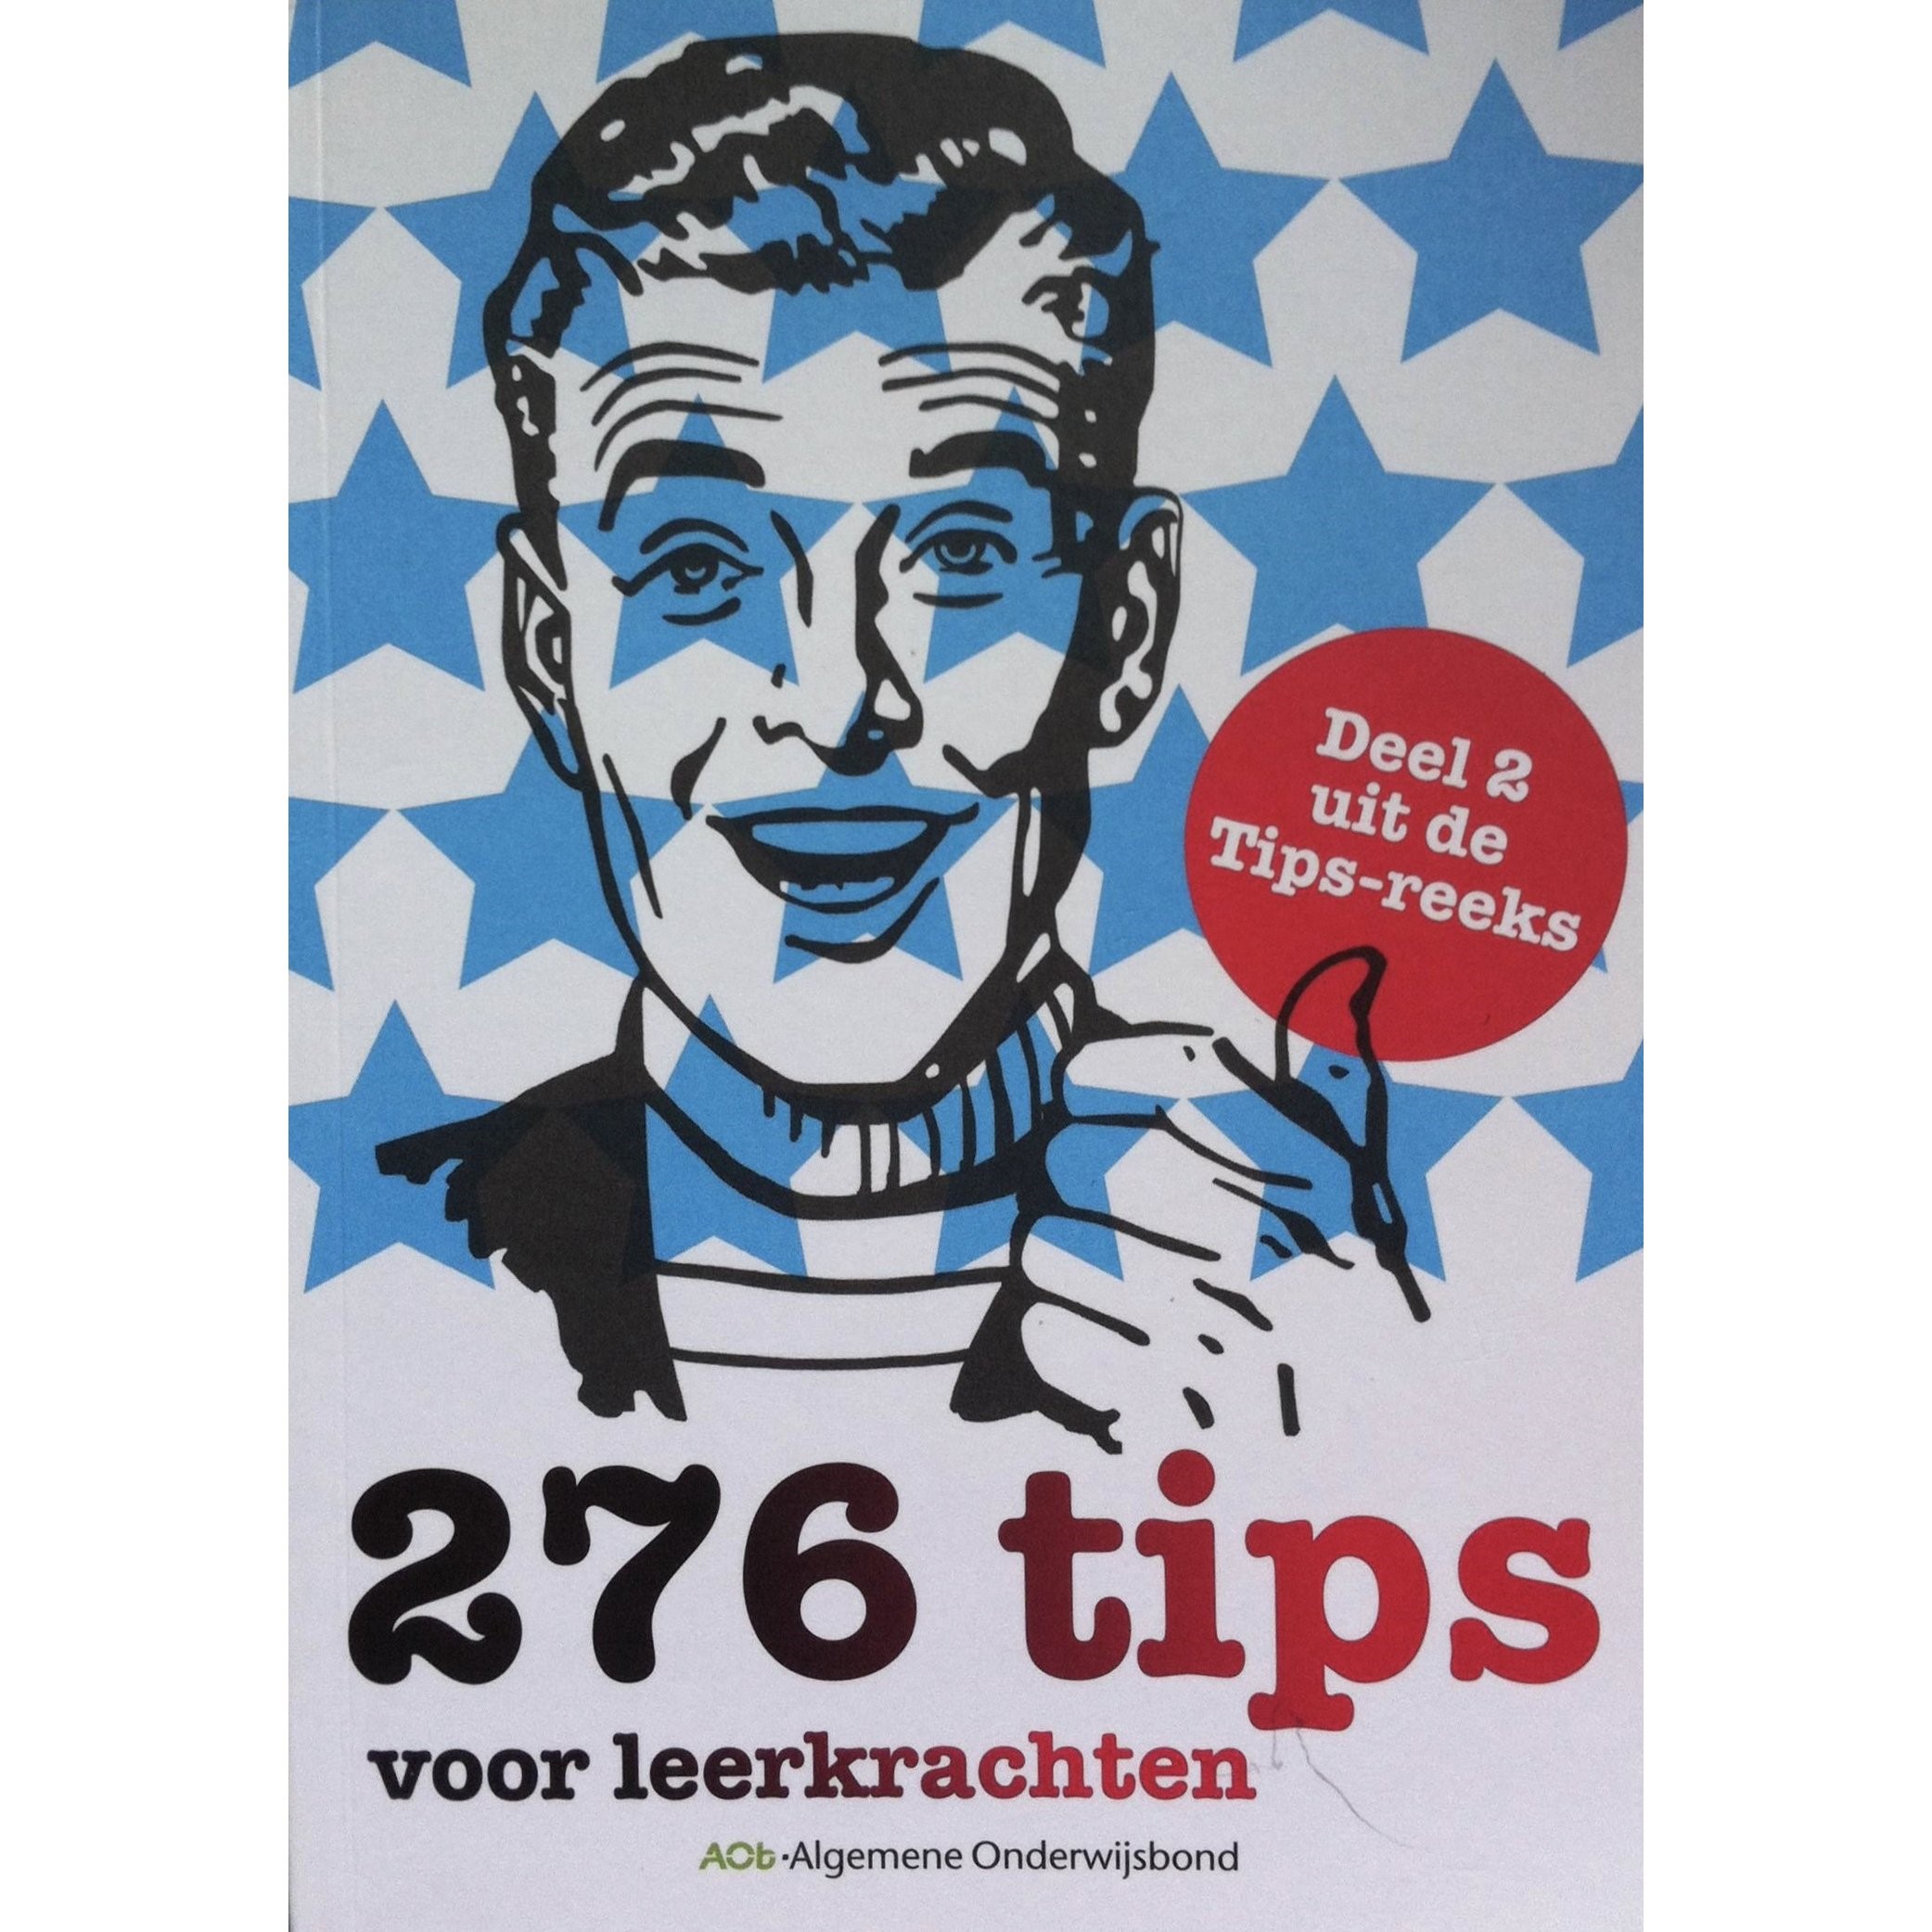 Deel 2
uit de
Tips-reeks
276 tips
voor leerkrachten
AOb·Algemene Onderwijsbond